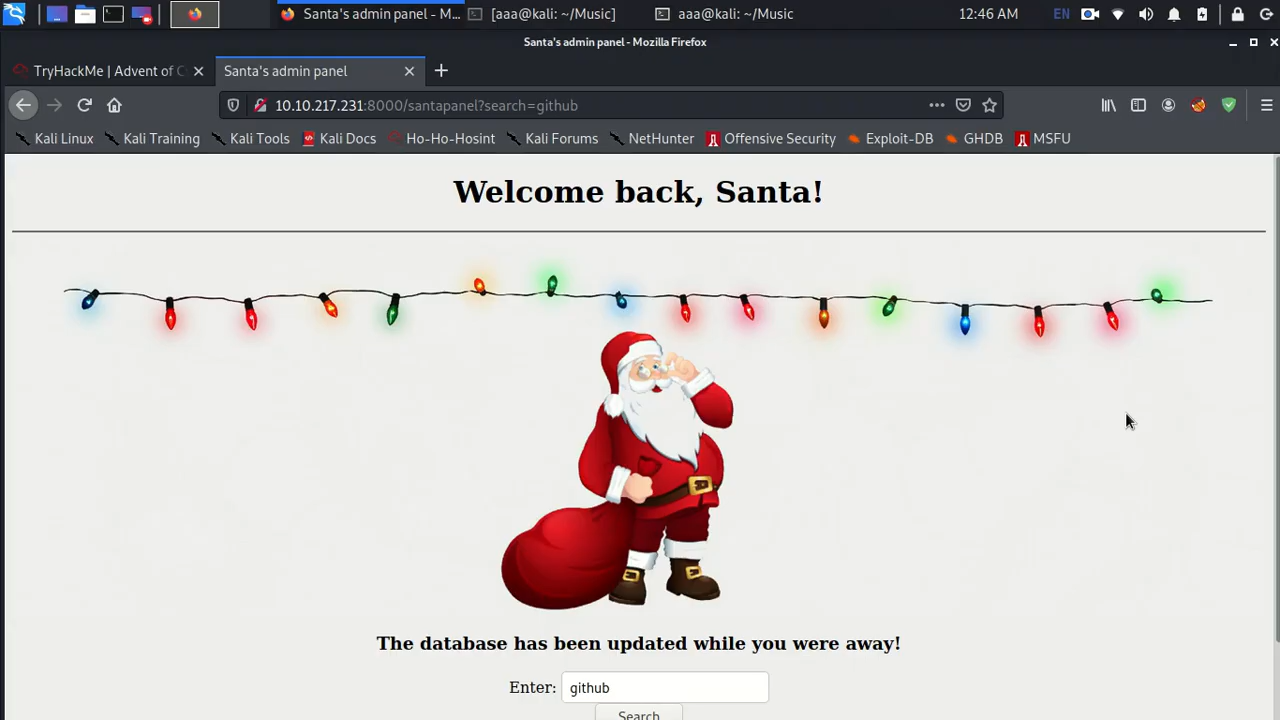 Santa's admin panel - M...
[aaa@kali: ~/Music]
aaa@kali: ~/Music
12:46 AM
EN
Santa's admin panel - Mozilla Firefox
TryHackMe | Advent of C
Santa's admin panel
10.10.217.231:8000/santapanel?search=github
Kali Linux
Kali Training
Kali Tools
Kali Docs
Ho-Ho-Hosint
Kali Forums
NetHunter
Offensive Security
Exploit-DB
GHDB
MSFU
Welcome back, Santa!
The database has been updated while you were away!
Enter: github
Search